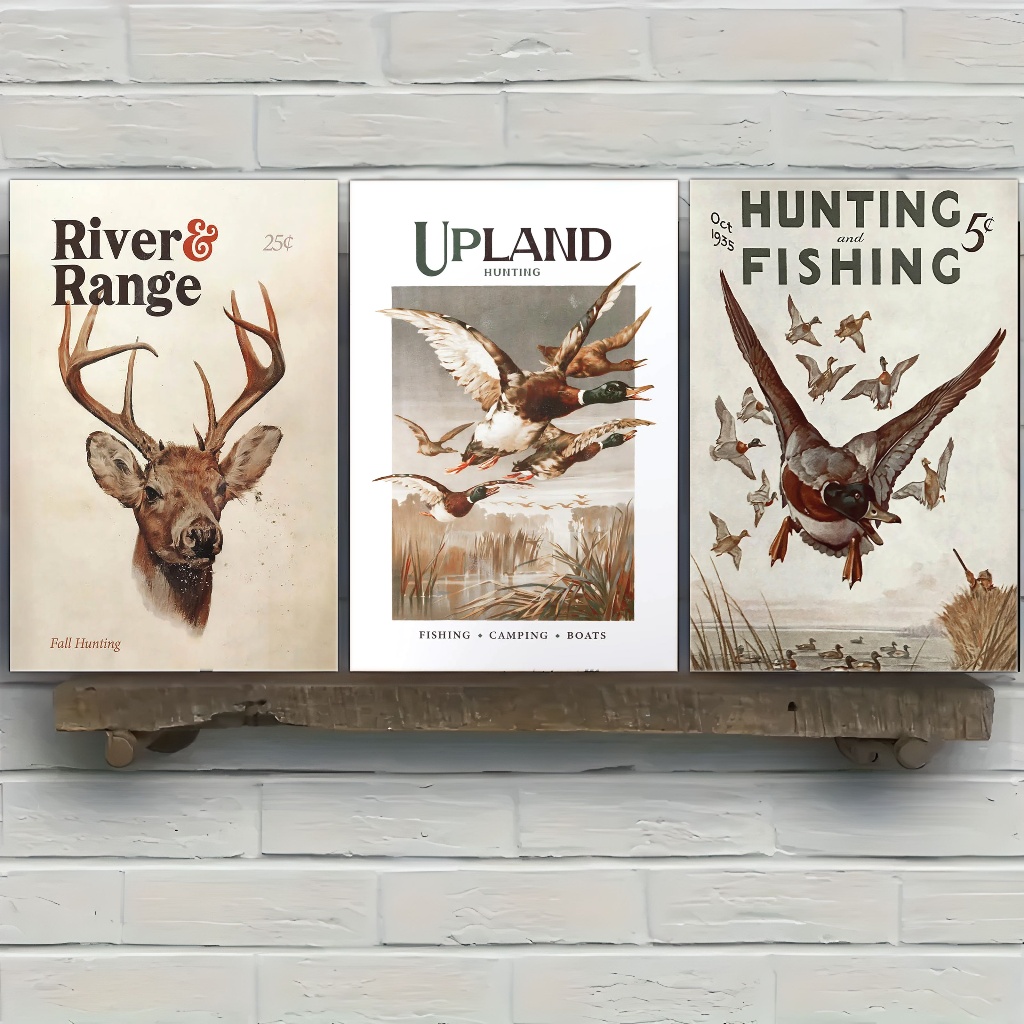 River&
Range
25¢
Fall Hunting
UPLAND
HUNTING
FISHING • CAMPING • BOATS
Oct
1935
HUNTING
and
FISHING
5¢